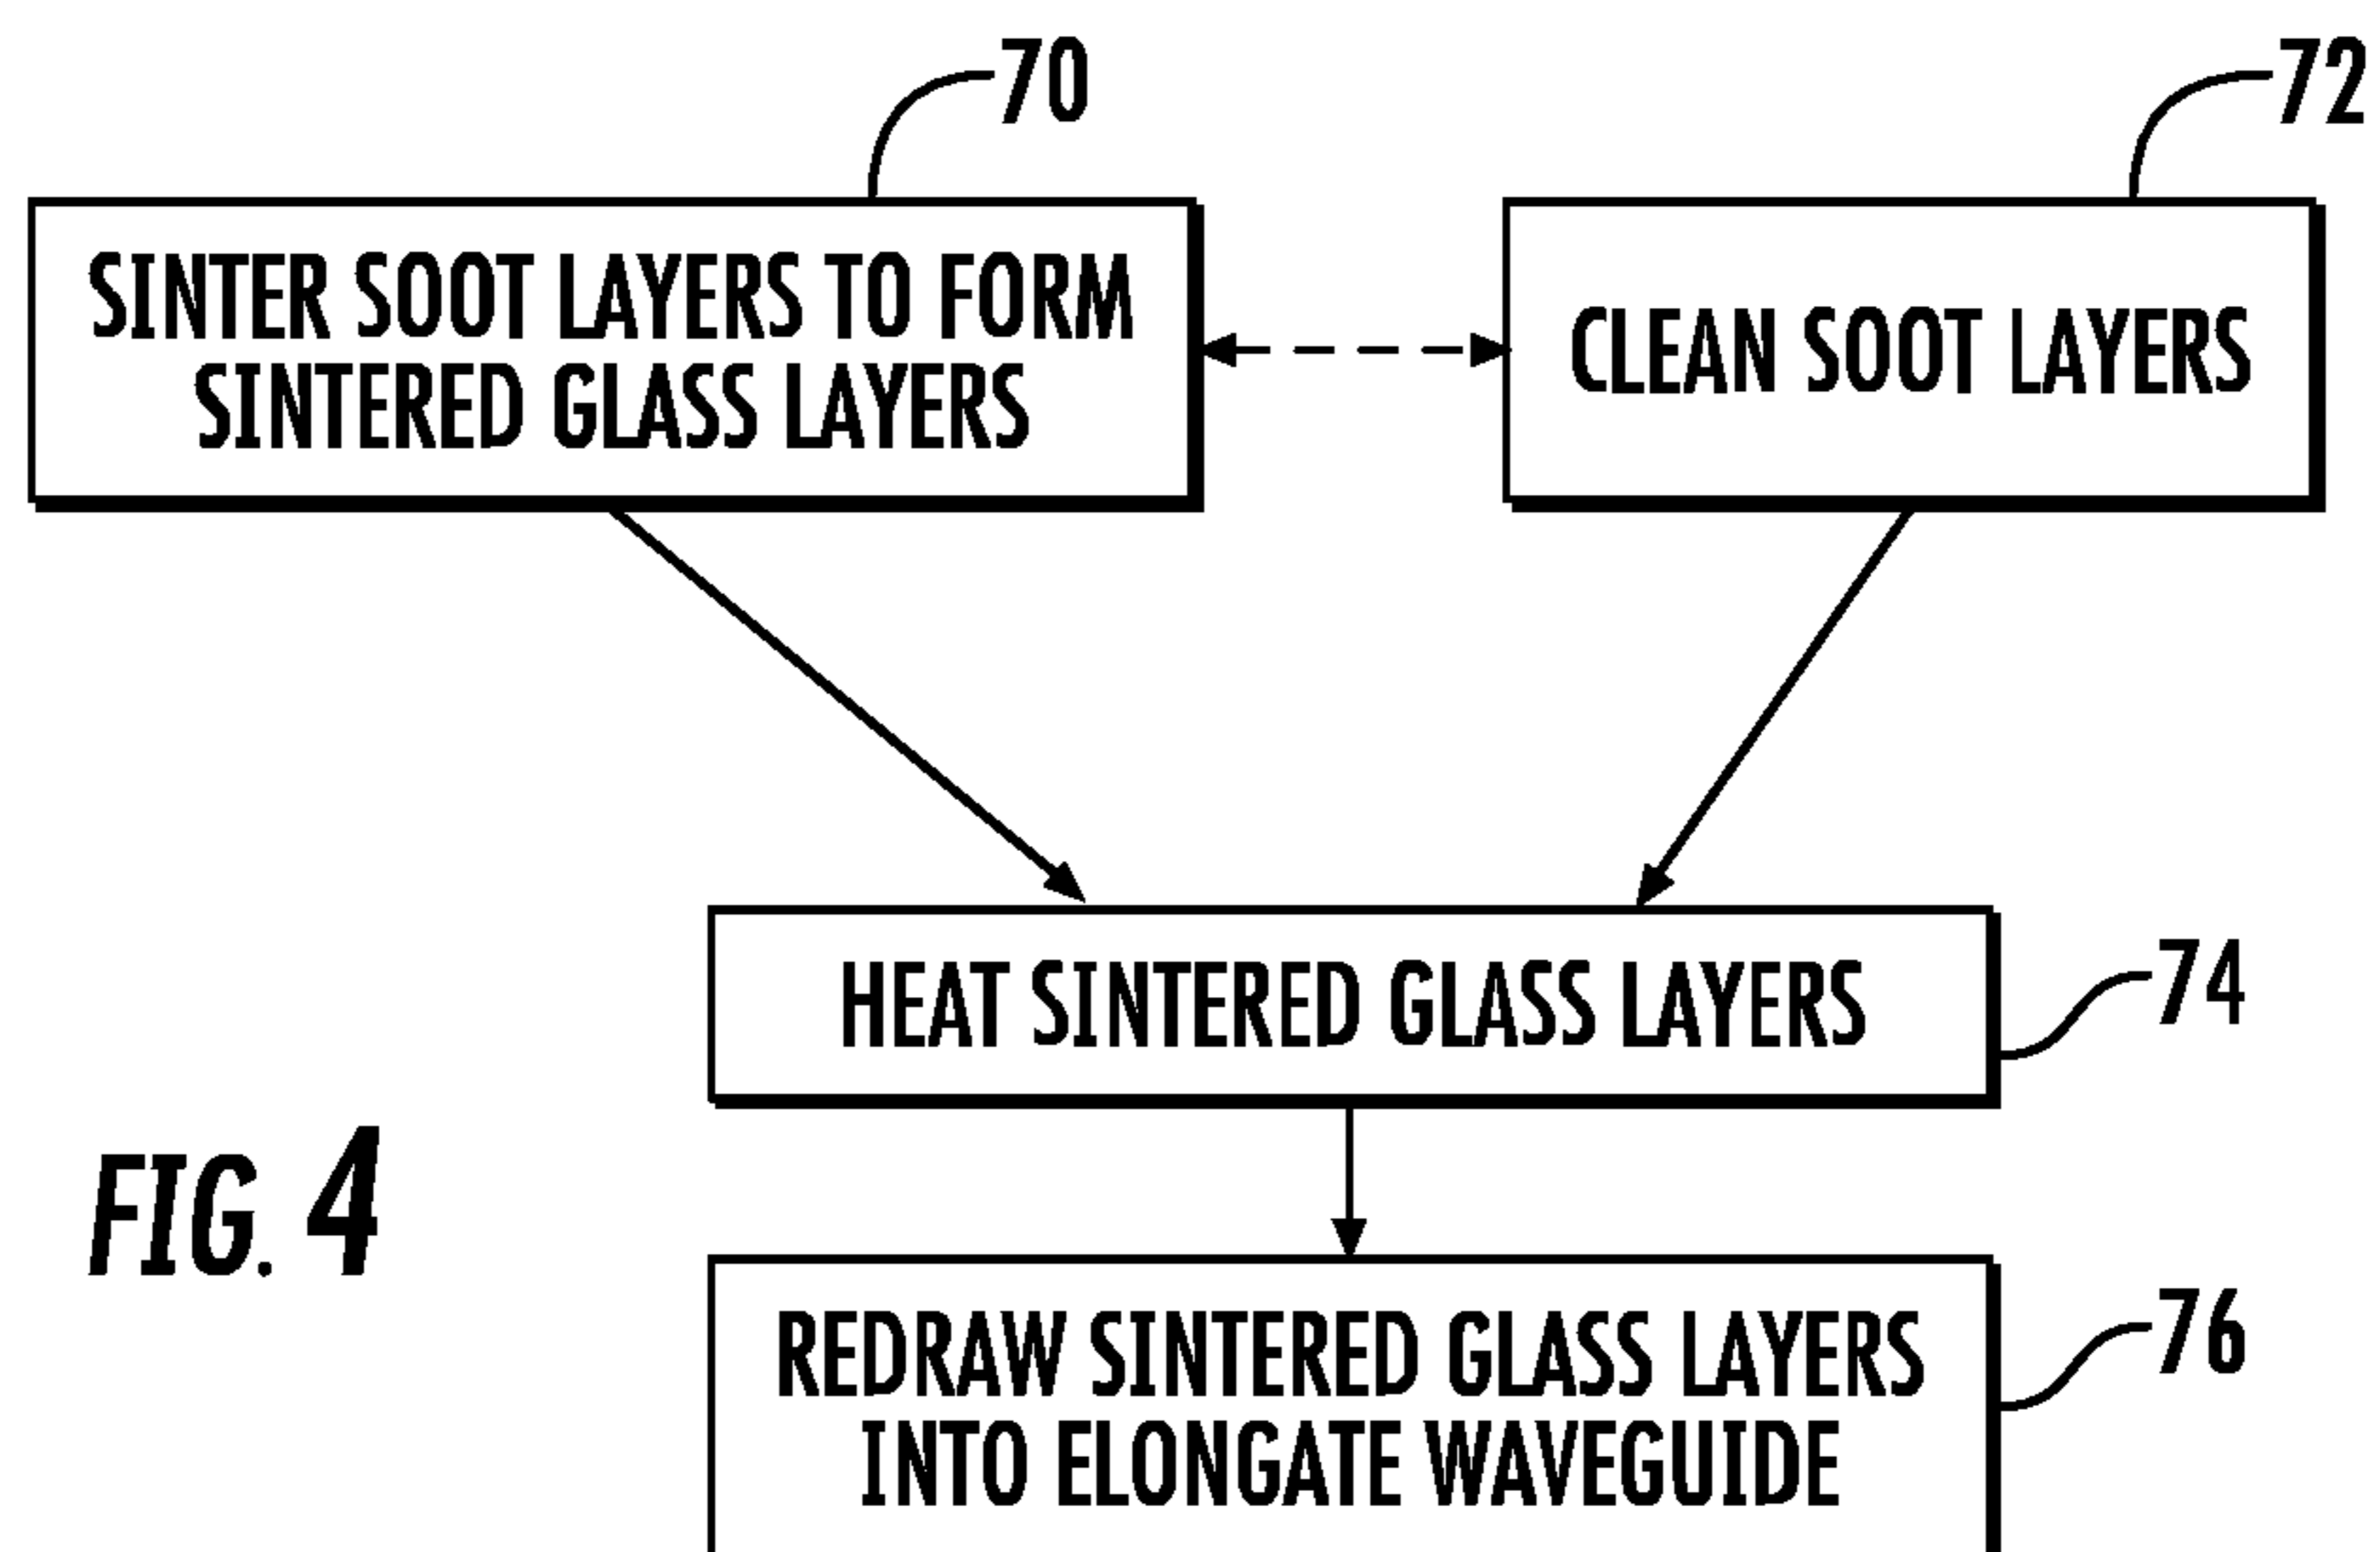 70
72
SINTER SOOT LAYERS TO FORM
SINTERED GLASS LAYERS
CLEAN SOOT LAYERS
HEAT SINTERED GLASS LAYERS
74
FIG. 4
REDRAW SINTERED GLASS LAYERS
INTO ELONGATE WAVEGUIDE
76